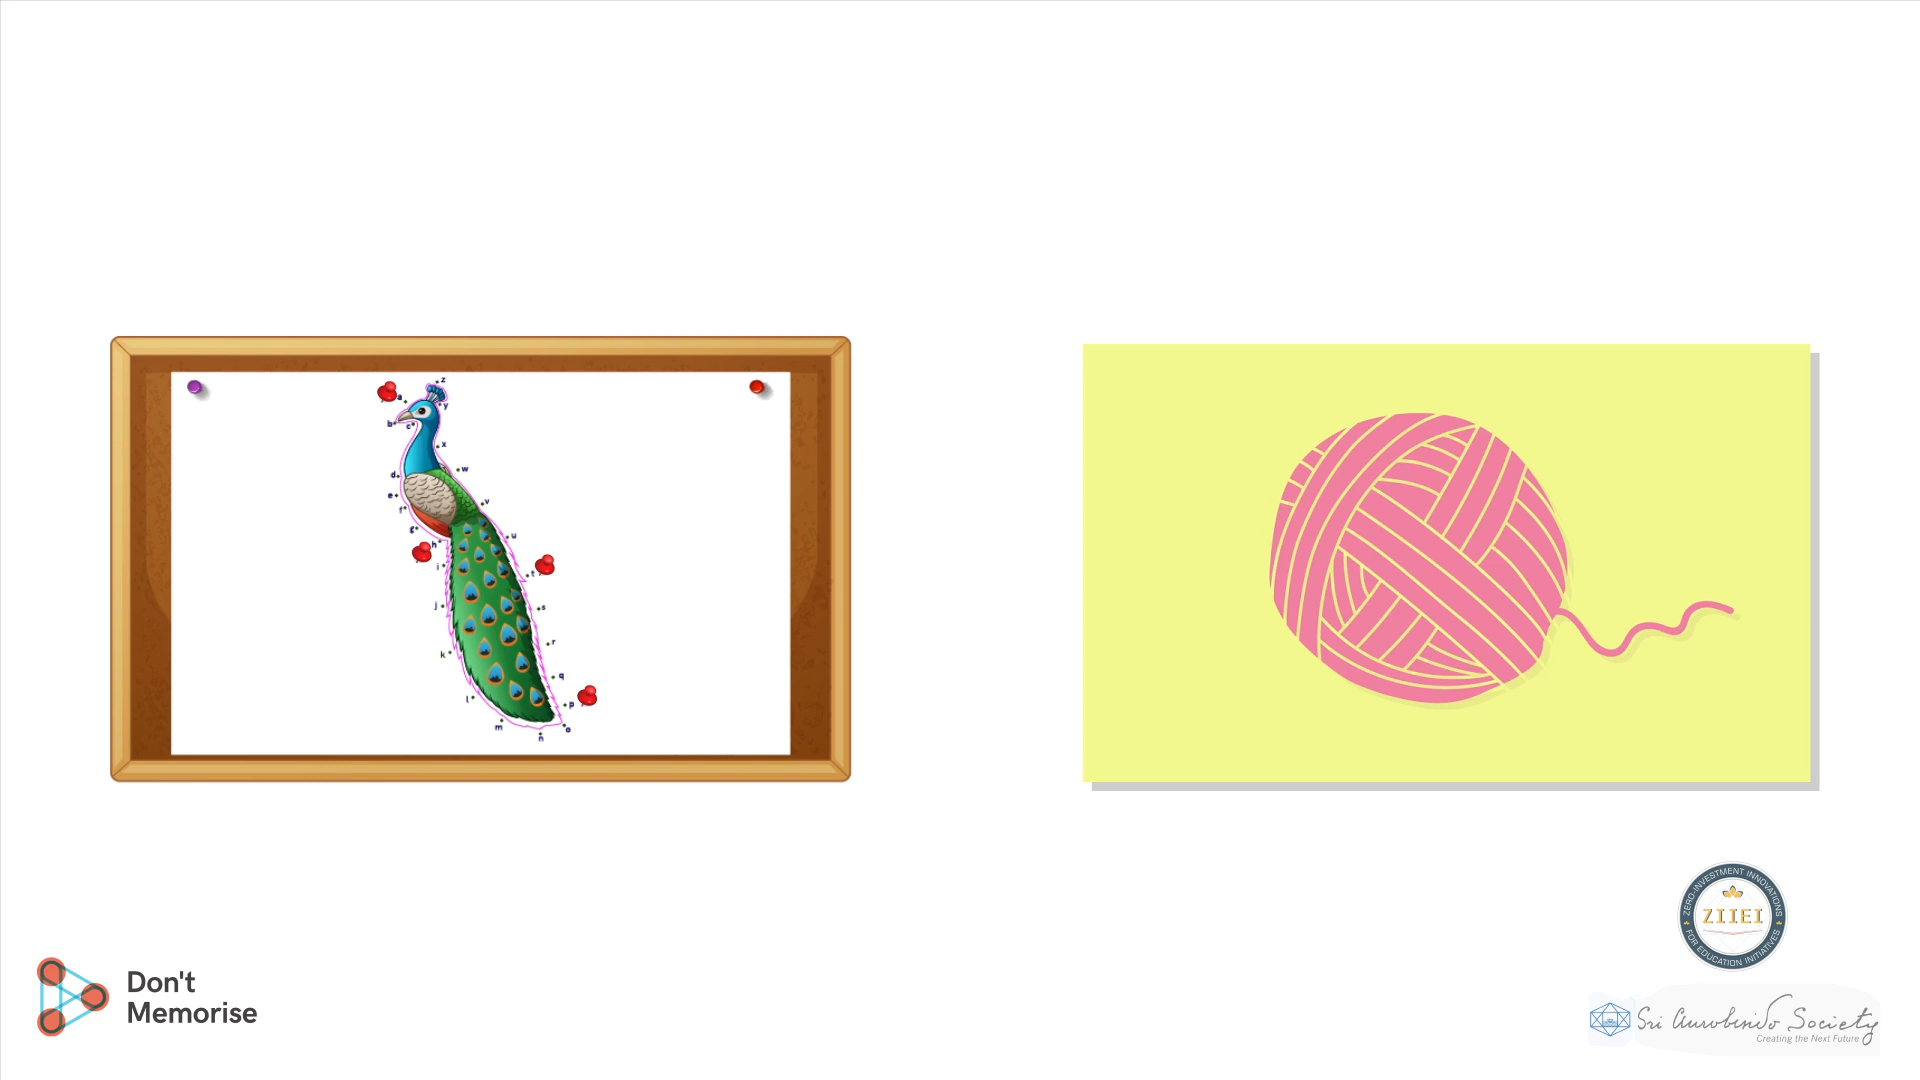 z
a
y
b
c
x
w
d
e
v
f
g
u
h
i
t
j
s
r
k
q
l
p
m
o
n
ZERO-INVESTMENT INNOVATIONS
ZIIEI
FOR EDUCATION INITIATIVES
Don't
Memorise
Sri Aurobindo Society
Creating the Next Future